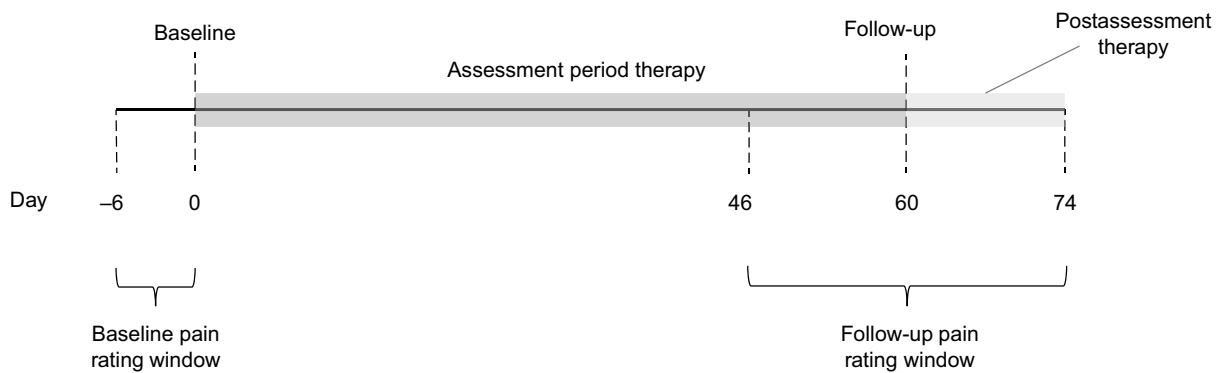 Postassessment
therapy
Baseline
Follow-up
Assessment period therapy
Day
–6
0
46
60
74
Baseline pain
rating window
Follow-up pain
rating window